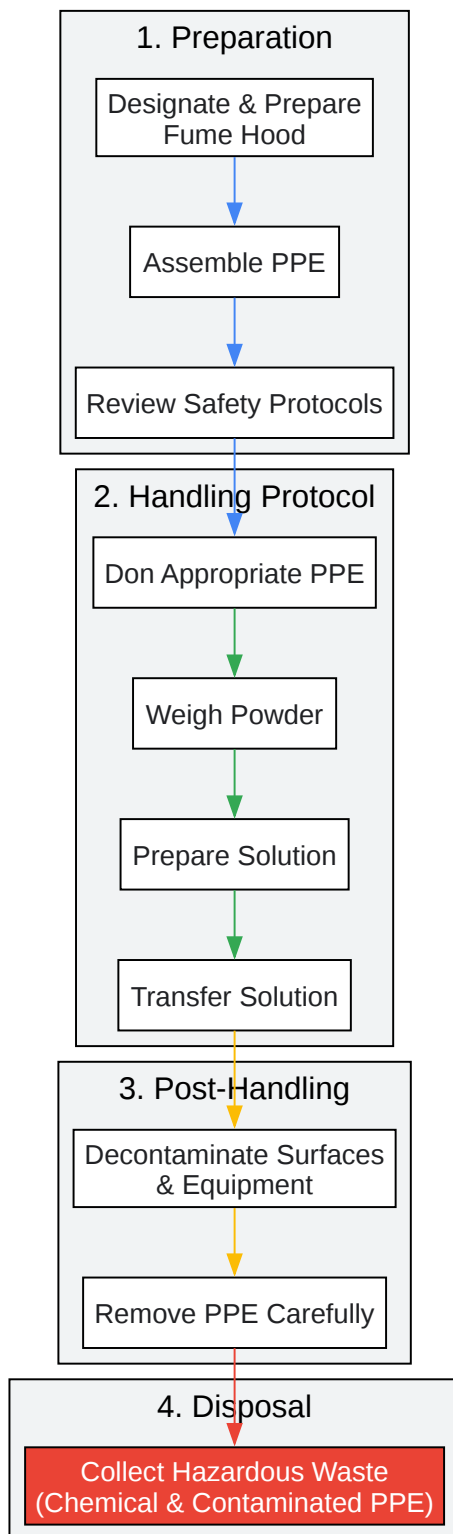 1. Preparation
Designate & Prepare
Fume Hood
Assemble PPE
Review Safety Protocols
2. Handling Protocol
Don Appropriate PPE
Weigh Powder
Prepare Solution
Transfer Solution
3. Post-Handling
Decontaminate Surfaces
& Equipment
Remove PPE Carefully
4. Disposal
Collect Hazardous Waste
(Chemical & Contaminated PPE)